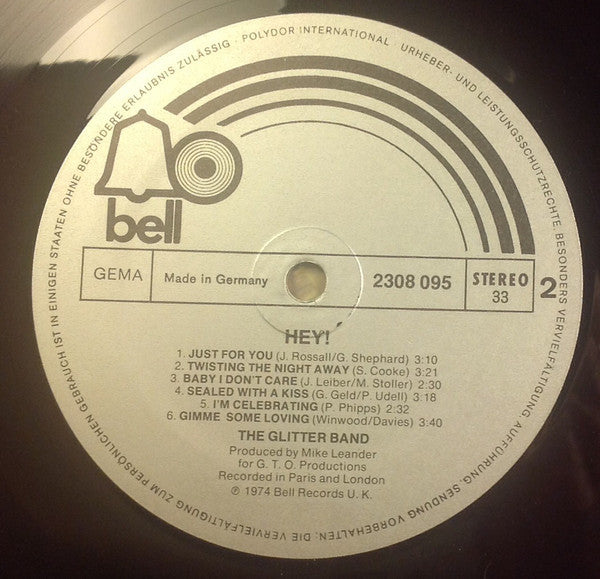 bell
GEMA
Made in Germany
2308 095
STEREO
33
2
HEY!
1. JUST FOR YOU (J. Rossall/G. Shephard) 3:10
2. TWISTING THE NIGHT AWAY (S. Cooke) 3:21
3. BABY I DON'T CARE (J. Leiber/M. Stoller) 2:30
4. SEALED WITH A KISS (G. Geld/P. Udell) 3:18
5. I'M CELEBRATING (P. Phipps) 2:32
6. GIMME SOME LOVING (Winwood/Davies) 3:40
THE GLITTER BAND
Produced by Mike Leander
for G. T. O. Productions
Recorded in Paris and London
℗ 1974 Bell Records U. K.
POLYDOR INTERNATIONAL · URHEBER- UND LEISTUNGSSCHUTZRECHTE, BESONDERS VERVIELFÄLTIGUNG AUFFÜHRUNG SENDUNG VORBEHALTEN: DIE VERVIELFÄLTIGUNG ZUM PERSÖNLICHEN GEBRAUCH IST IN EINIGEN STAATEN OHNE BESONDERE ERLAUBNIS ZULÄSSIG ·